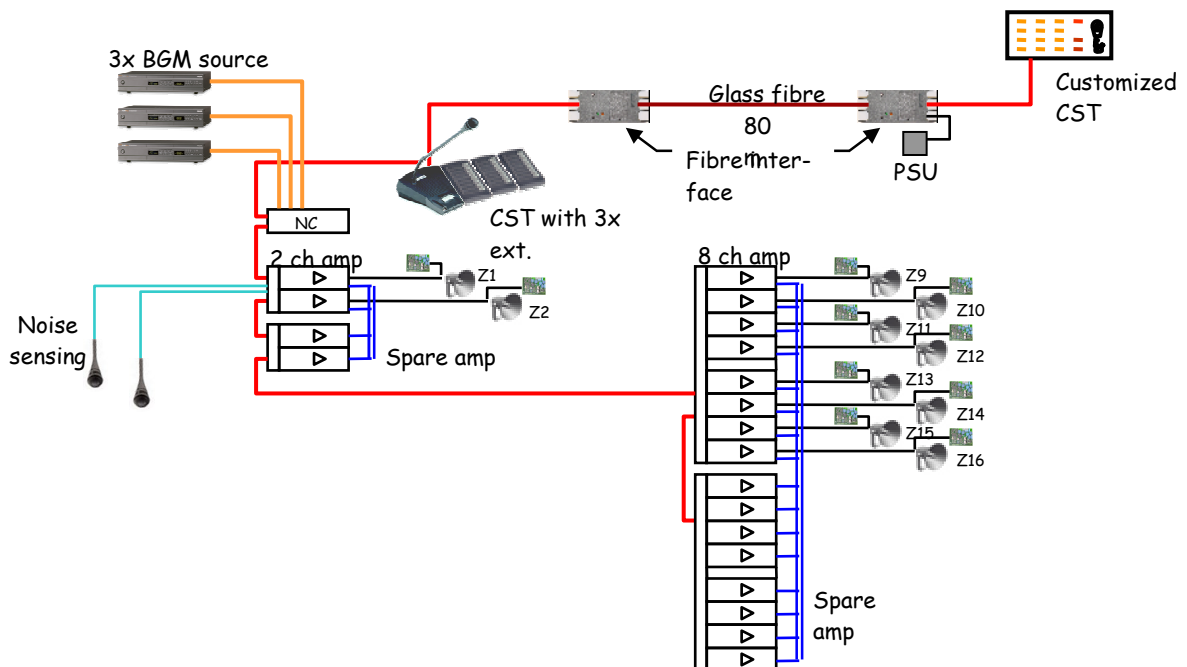 3x BGM source
Customized
CST
Glass fibre
80
m
Fibre inter-
face
PSU
CST with 3x
ext.
NC
2 ch amp
8 ch amp
Z1
Z2
Z9
Z10
Z11
Z12
Z13
Z14
Z15
Z16
Noise
sensing
Spare amp
Spare
amp